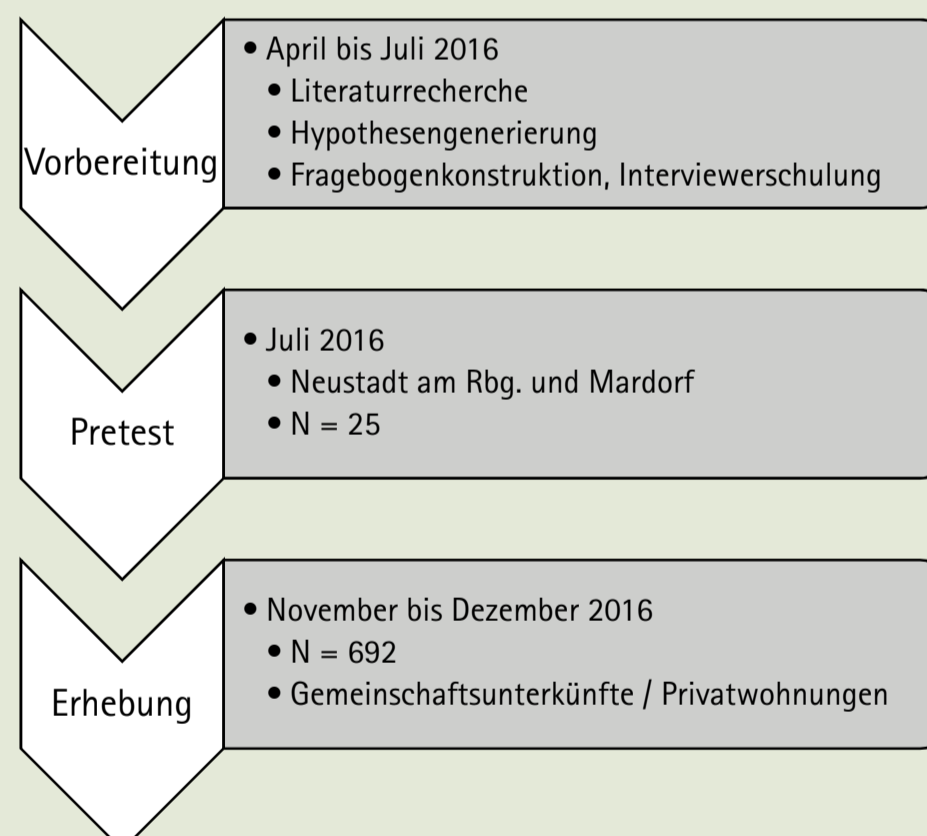 Vorbereitung
• April bis Juli 2016
• Literaturrecherche
• Hypothesengenerierung
• Fragebogenkonstruktion, Interviewerschulung
Pretest
• Juli 2016
• Neustadt am Rbg. und Mardorf
• N = 25
Erhebung
• November bis Dezember 2016
• N = 692
• Gemeinschaftsunterkünfte / Privatwohnungen